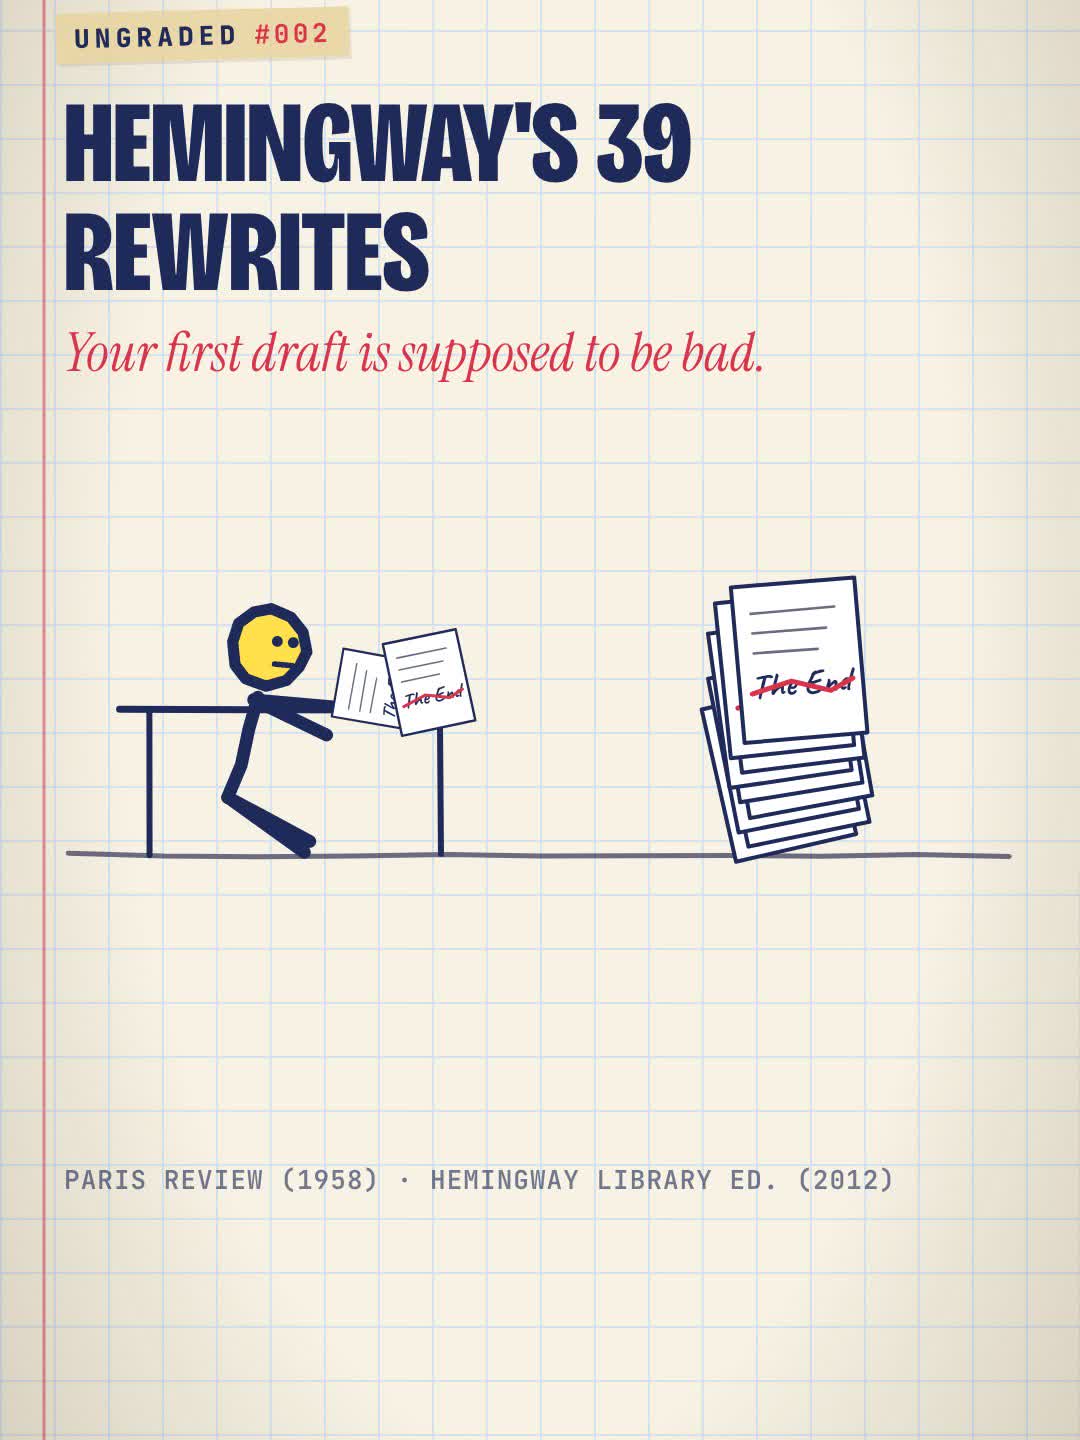 UNGRADED #002
HEMINGWAY'S 39
REWRITES
Your first draft is supposed to be bad.
The
The End
The End
PARIS REVIEW (1958) · HEMINGWAY LIBRARY ED. (2012)